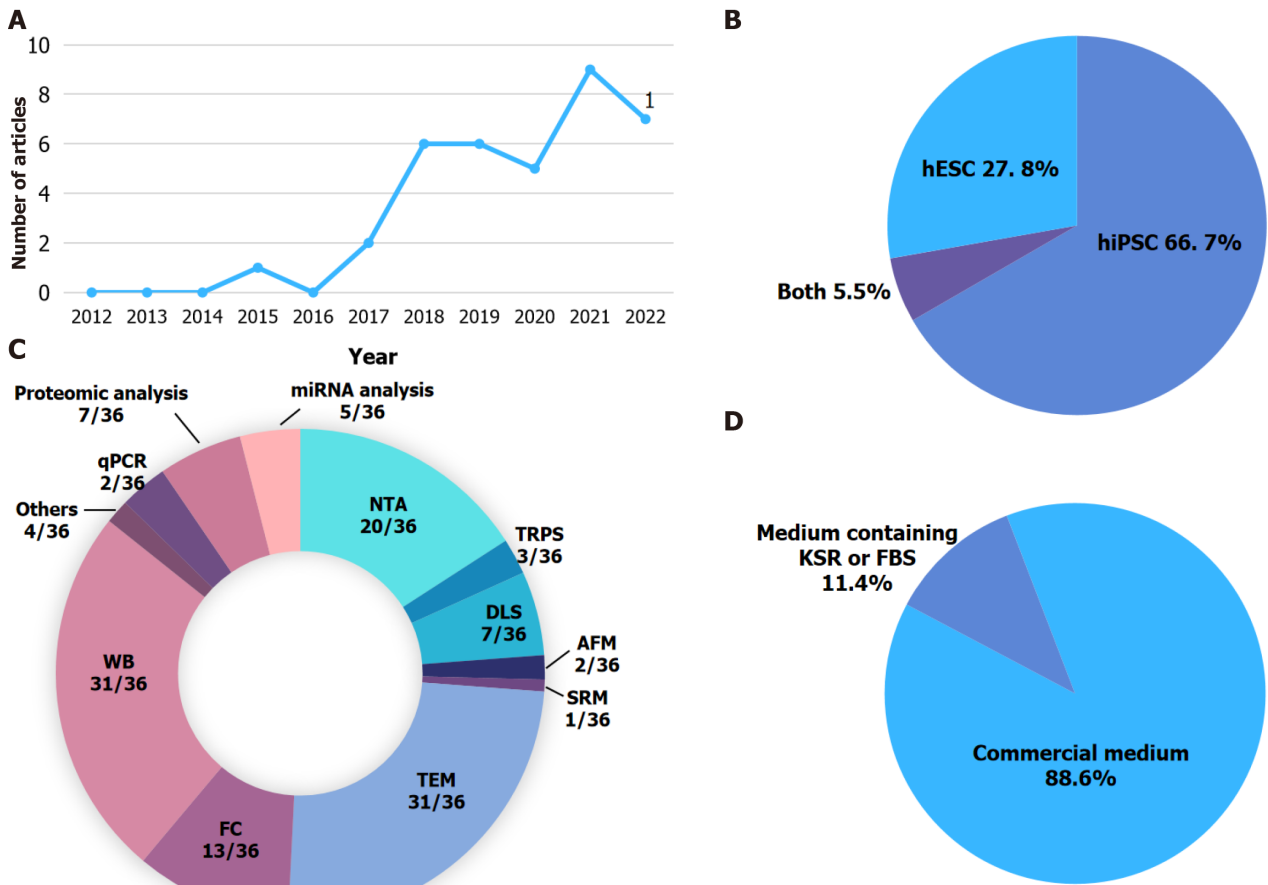 A
10
8
6
4
2
0
Number of articles
1
2012 2013 2014 2015 2016 2017 2018 2019 2020 2021 2022
Year
B
hESC 27. 8%
hiPSC 66. 7%
Both 5.5%
C
Proteomic analysis
7/36
miRNA analysis
5/36
qPCR
2/36
Others
4/36
NTA
20/36
TRPS
3/36
DLS
7/36
AFM
2/36
SRM
1/36
WB
31/36
TEM
31/36
FC
13/36
D
Medium containing
KSR or FBS
11.4%
Commercial medium
88.6%